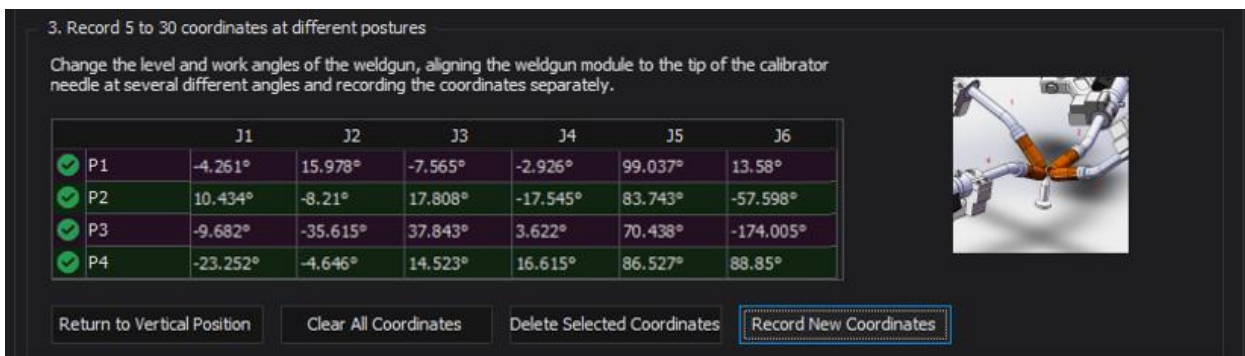 3. Record 5 to 30 coordinates at different postures
Change the level and work angles of the weldgun, aligning the weldgun module to the tip of the calibrator
needle at several different angles and recording the coordinates separately.
J1 J2 J3 J4 J5 J6
P1 -4.261° 15.978° -7.565° -2.926° 99.037° 13.58°
P2 10.434° -8.21° 17.808° -17.545° 83.743° -57.598°
P3 -9.682° -35.615° 37.843° 3.622° 70.438° -174.005°
P4 -23.252° -4.646° 14.523° 16.615° 86.527° 88.85°
Return to Vertical Position Clear All Coordinates Delete Selected Coordinates Record New Coordinates